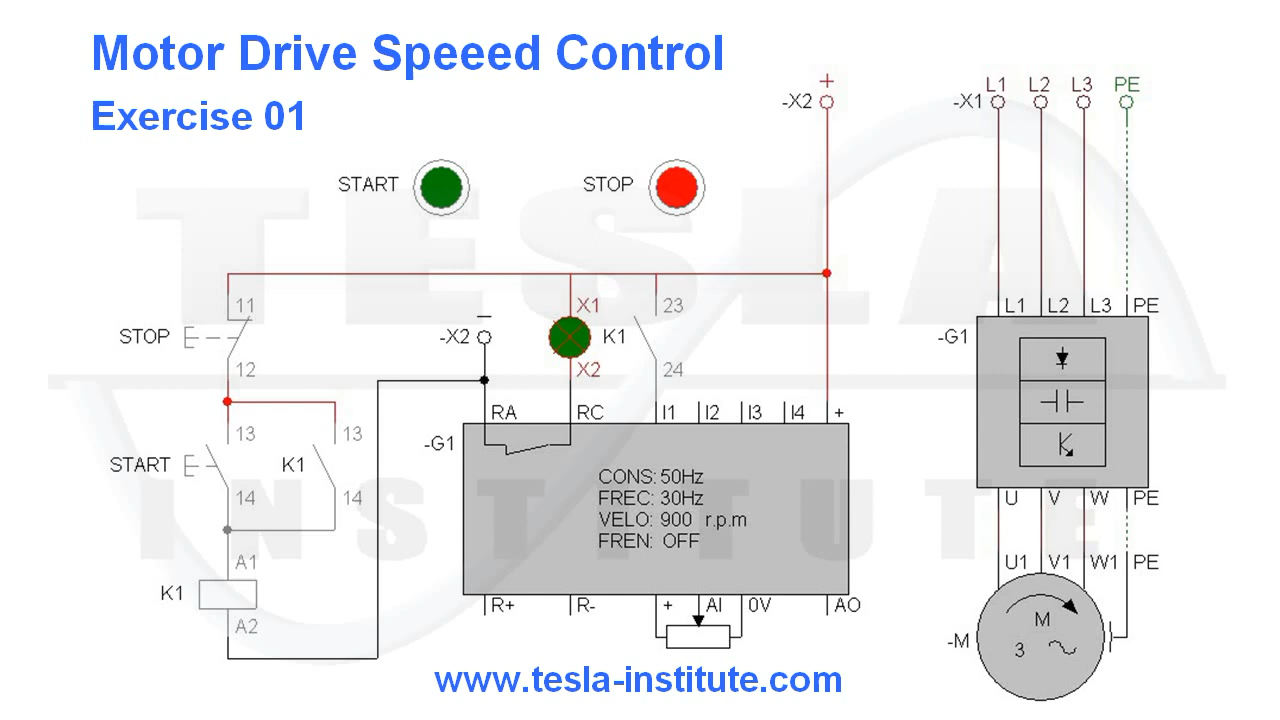 Motor Drive Speeed Control
Exercise 01
+
-X2
L1 L2 L3 PE
-X1
START
STOP
TESLA
INSTITUTE
11
STOP
12
–
-X2
X1
X2
K1
23
24
L1 L2 L3 PE
-G1
13
START
14
K1
13
14
RA RC I1 I2 I3 I4 +
-G1
CONS: 50Hz
FREC: 30Hz
VELO: 900 r.p.m
FREN: OFF
U V W PE
A1
K1
A2
R+ R- + AI 0V AO
U1 V1 W1 PE
-M
M
3
www.tesla-institute.com